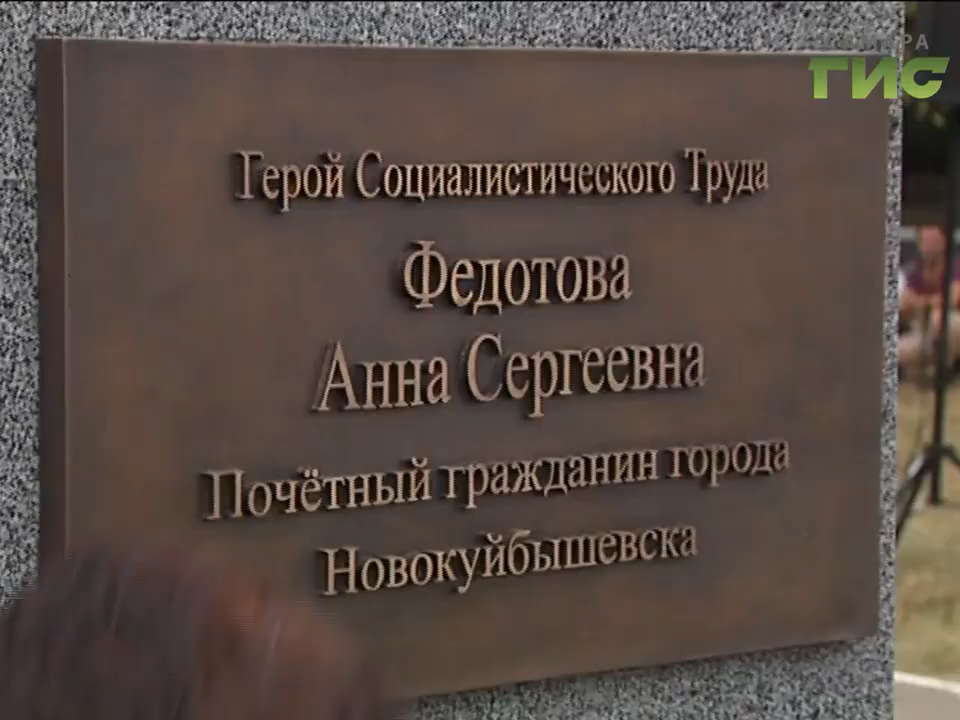 ГИС
Герой Социалистического Труда
Федотова
Анна Сергеевна
Почётный гражданин города
Новокуйбышевска